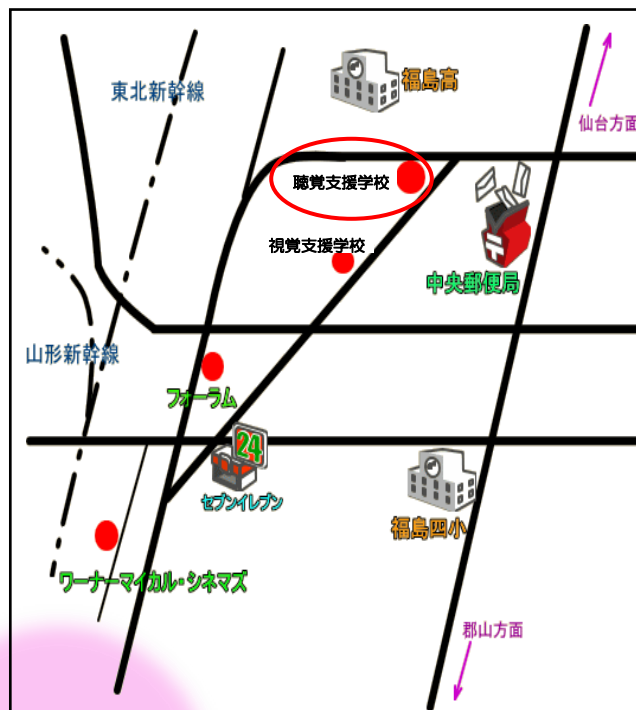 福島高
東北新幹線
仙台方面
聴覚支援学校
視覚支援学校
中央郵便局
山形新幹線
フォーラム
24
セブンイレブン
福島四小
ワーナーマイカル・シネマズ
郡山方面